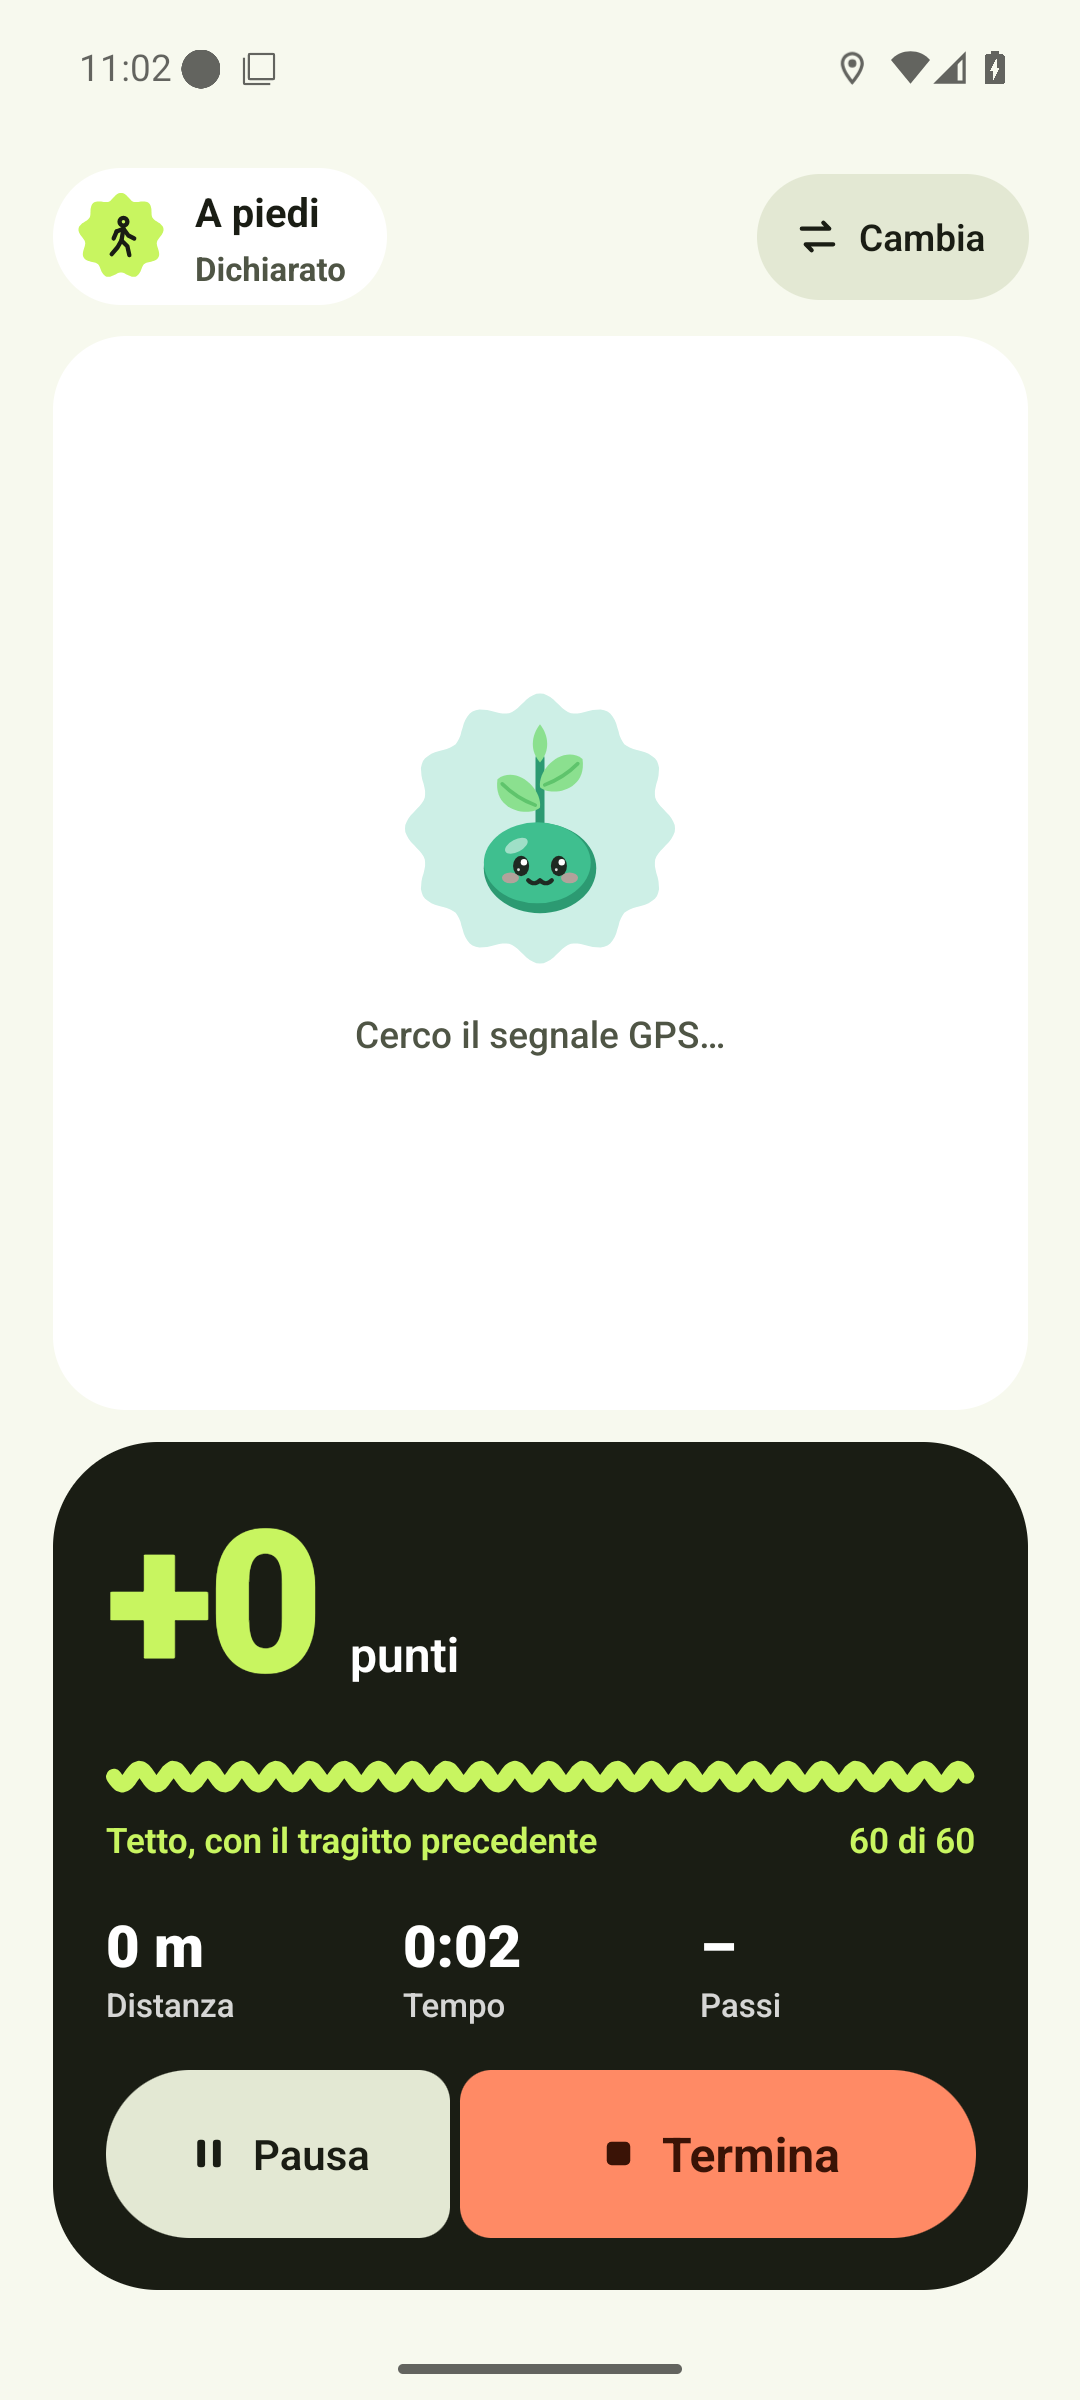 11:02
A piedi
Dichiarato
Cambia
Cerco il segnale GPS...
+0 punti
Tetto, con il tragitto precedente
60 di 60
0 m
0:02
–
Distanza
Tempo
Passi
Pausa
Termina